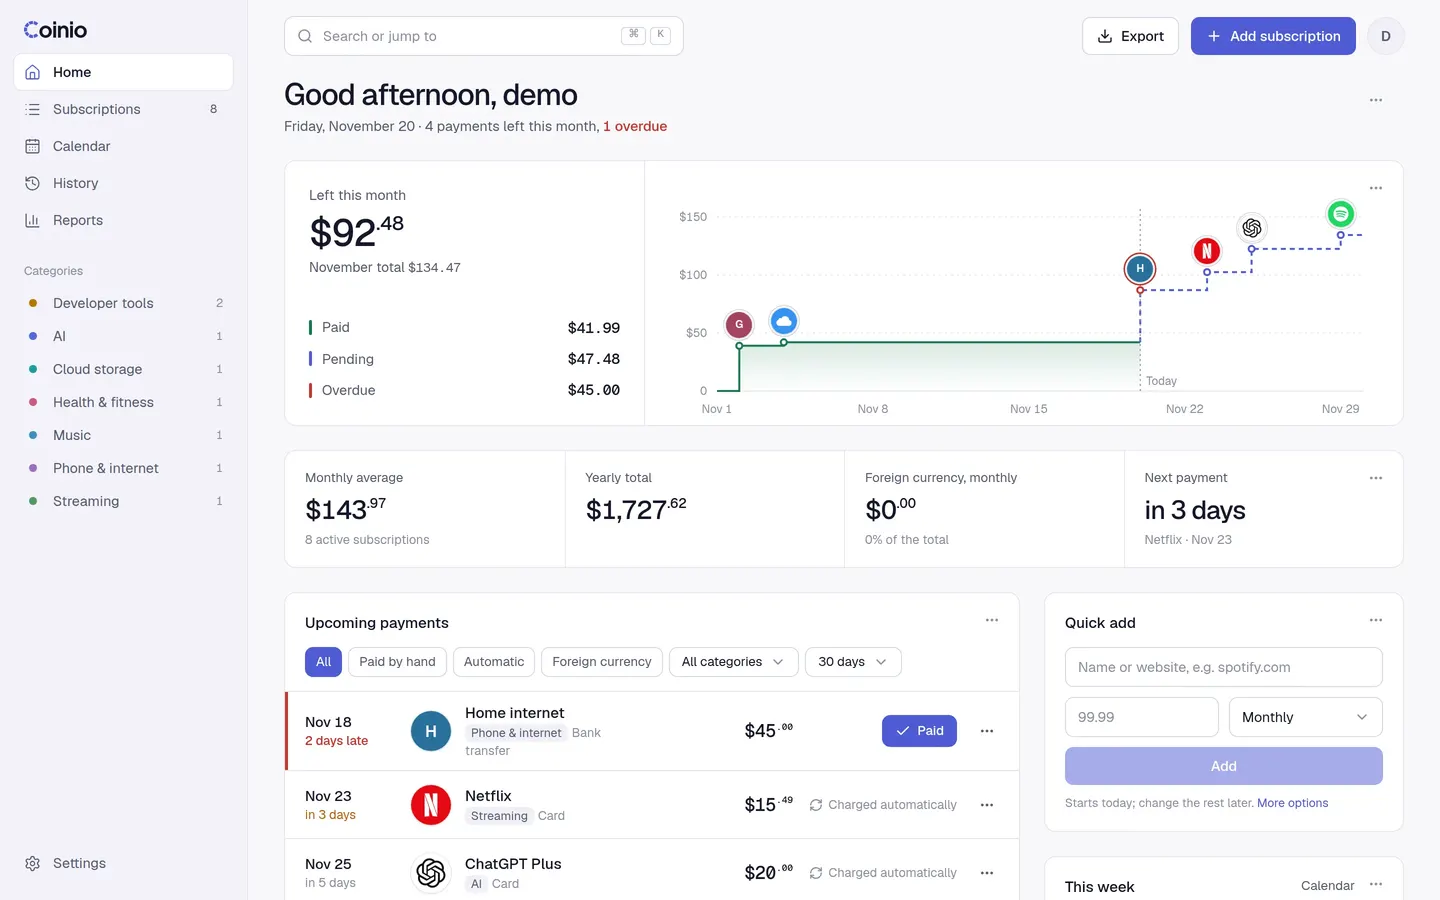 Coinio
Search or jump to
⌘ K
Export
Add subscription
D
Home
Subscriptions 8
Calendar
History
Reports
Categories
Developer tools 2
AI 1
Cloud storage 1
Health & fitness 1
Music 1
Phone & internet 1
Streaming 1
Settings
Good afternoon, demo
Friday, November 20 · 4 payments left this month, 1 overdue
Left this month
$92.48
November total $134.47
Paid $41.99
Pending $47.48
Overdue $45.00
$150
$100
$50
0
G
H
N
Today
Nov 1 Nov 8 Nov 15 Nov 22 Nov 29
Monthly average
$143.97
8 active subscriptions
Yearly total
$1,727.62
Foreign currency, monthly
$0.00
0% of the total
Next payment
in 3 days
Netflix · Nov 23
Upcoming payments
All Paid by hand Automatic Foreign currency All categories 30 days
Nov 18
2 days late
H
Home internet
Phone & internet Bank
transfer
$45.00
Paid
Nov 23
in 3 days
N
Netflix
Streaming Card
$15.49
Charged automatically
Nov 25
in 5 days
ChatGPT Plus
AI Card
$20.00
Charged automatically
Quick add
Name or website, e.g. spotify.com
99.99
Monthly
Add
Starts today; change the rest later. More options
This week
Calendar